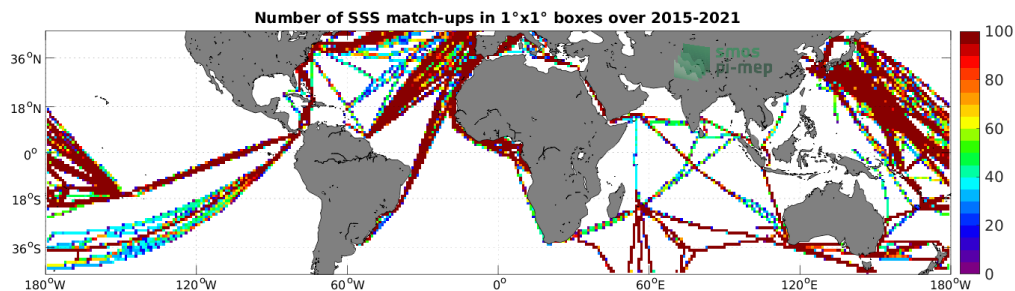 Number of SSS match-ups in 1°x1° boxes over 2015-2021
smos
pi-mep
36°N
18°N
0°
18°S
36°S
180°W
120°W
60°W
0°
60°E
120°E
180°W
100
80
60
40
20
0